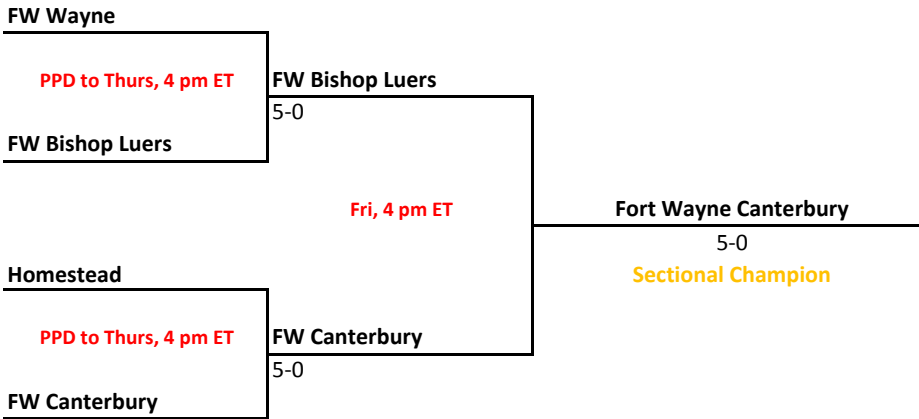 FW Wayne
PPD to Thurs, 4 pm ET
FW Bishop Luers
5-0
FW Bishop Luers
Fri, 4 pm ET
Fort Wayne Canterbury
5-0
Sectional Champion
Homestead
PPD to Thurs, 4 pm ET
FW Canterbury
5-0
FW Canterbury